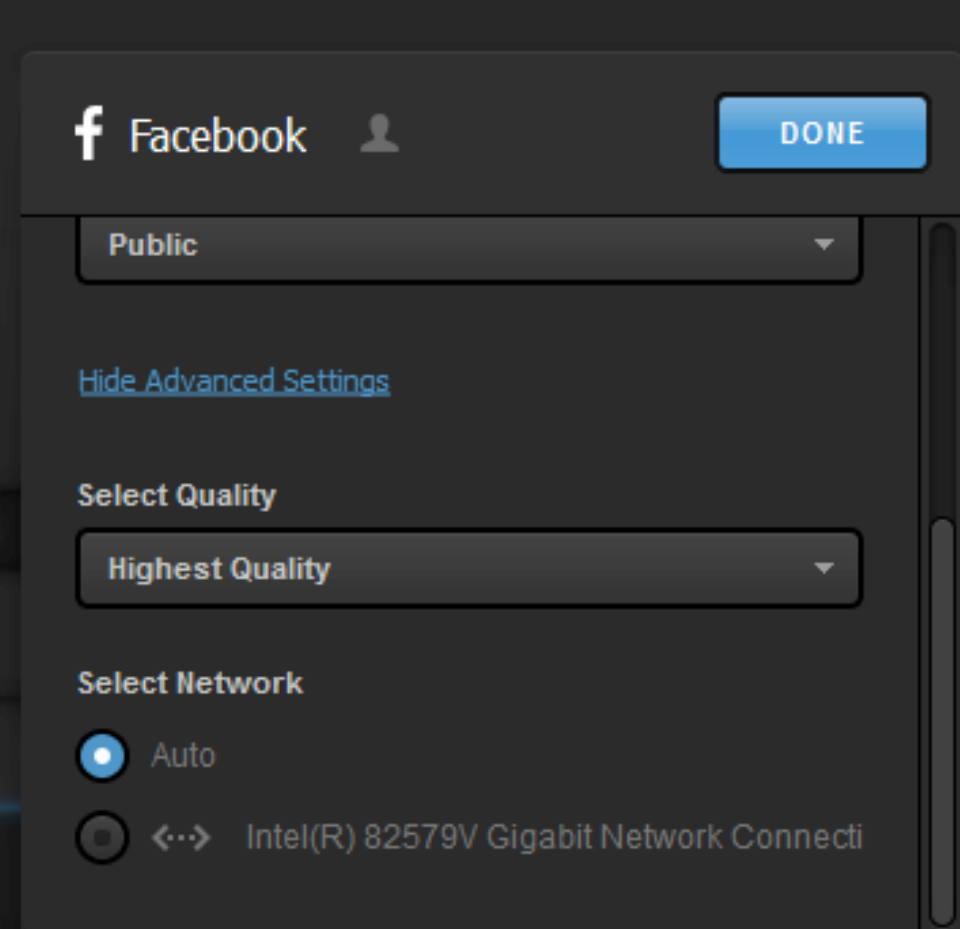 Facebook
DONE
Public
Hide Advanced Settings
Select Quality
Highest Quality
Select Network
Auto
Intel(R) 82579V Gigabit Network Connecti